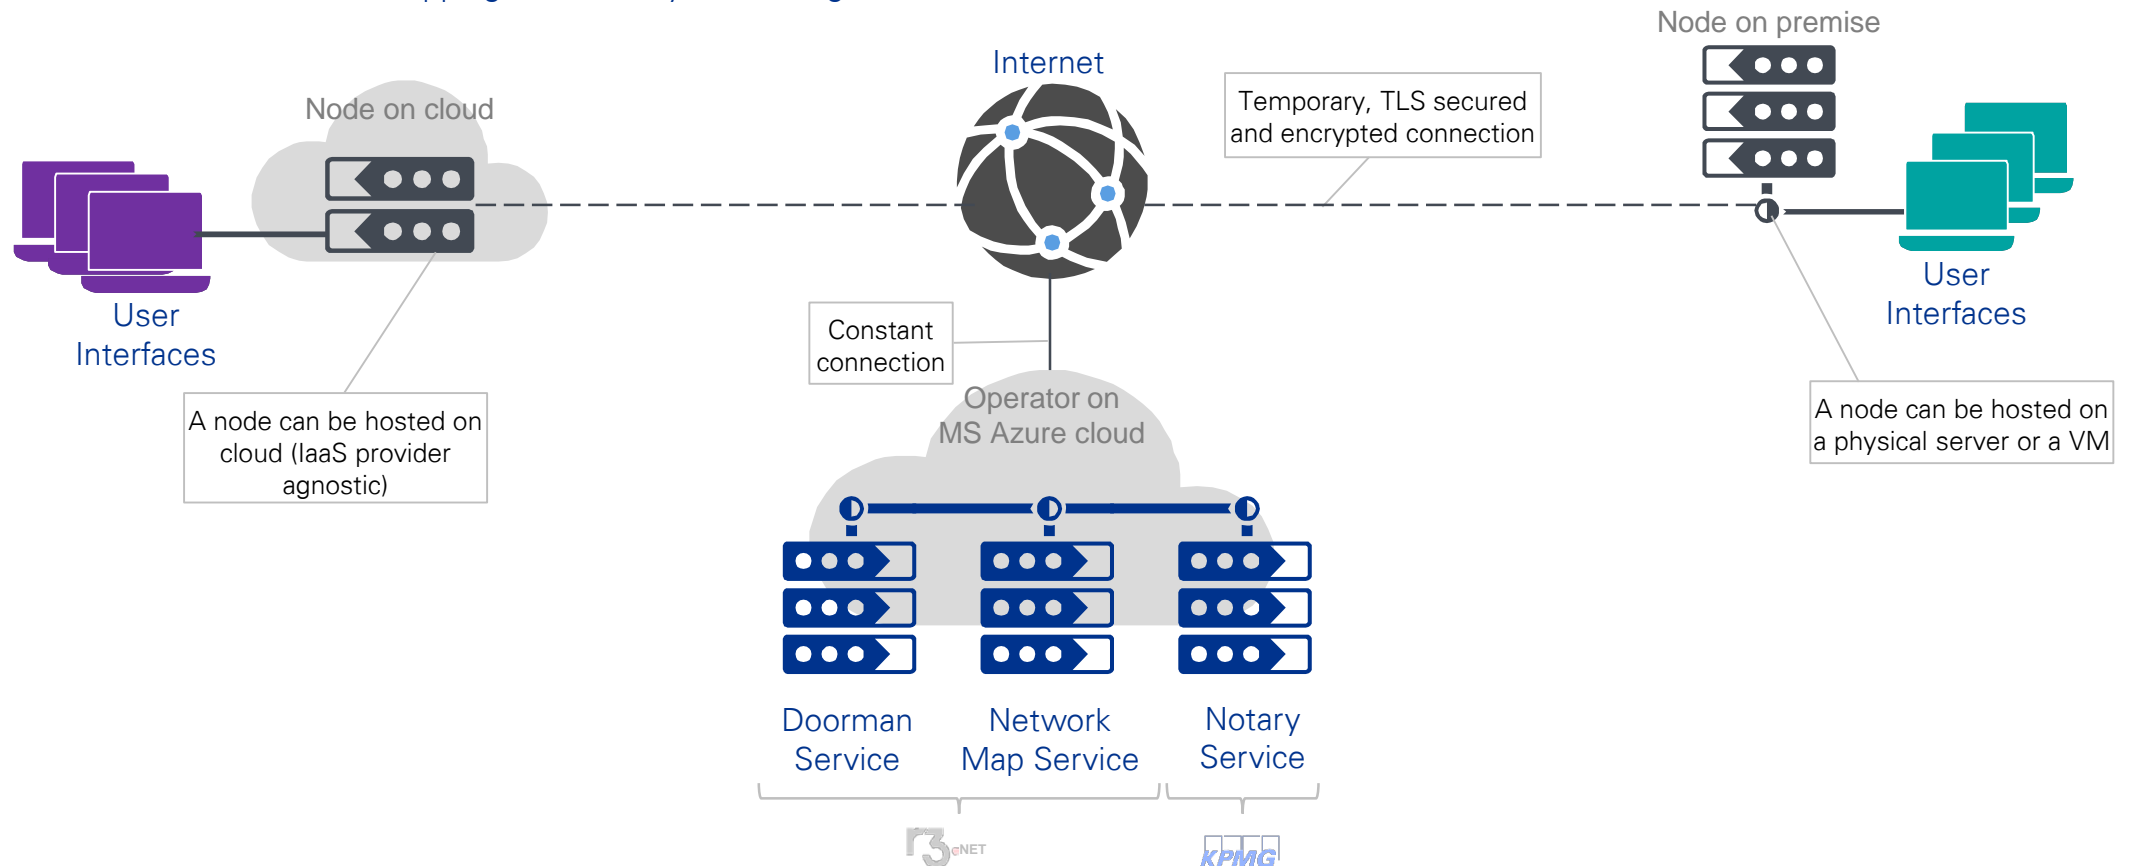 Node on premise
Internet
Node on cloud
Temporary, TLS secured
and encrypted connection
User
Interfaces
User
Interfaces
Constant
connection
A node can be hosted on
cloud (IaaS provider
agnostic)
Operator on
MS Azure cloud
A node can be hosted on
a physical server or a VM
Doorman
Service
Network
Map Service
Notary
Service
r3.cNET
KPMG